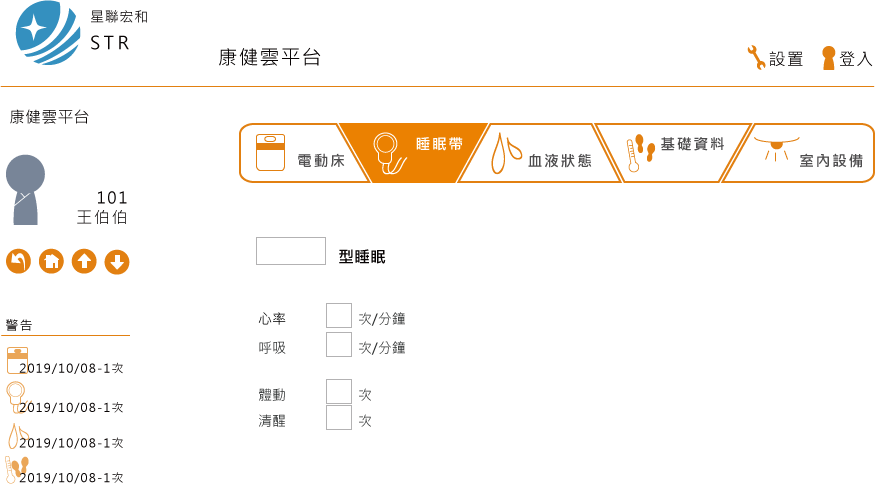 星聯宏和
STR
康健雲平台
設置
登入
康健雲平台
電動床
睡眠帶
血液狀態
基礎資料
室內設備
101
王伯伯
型睡眠
警告
心率 次/分鐘
呼吸 次/分鐘
體動 次
清醒 次
2019/10/08-1次
2019/10/08-1次
2019/10/08-1次
2019/10/08-1次